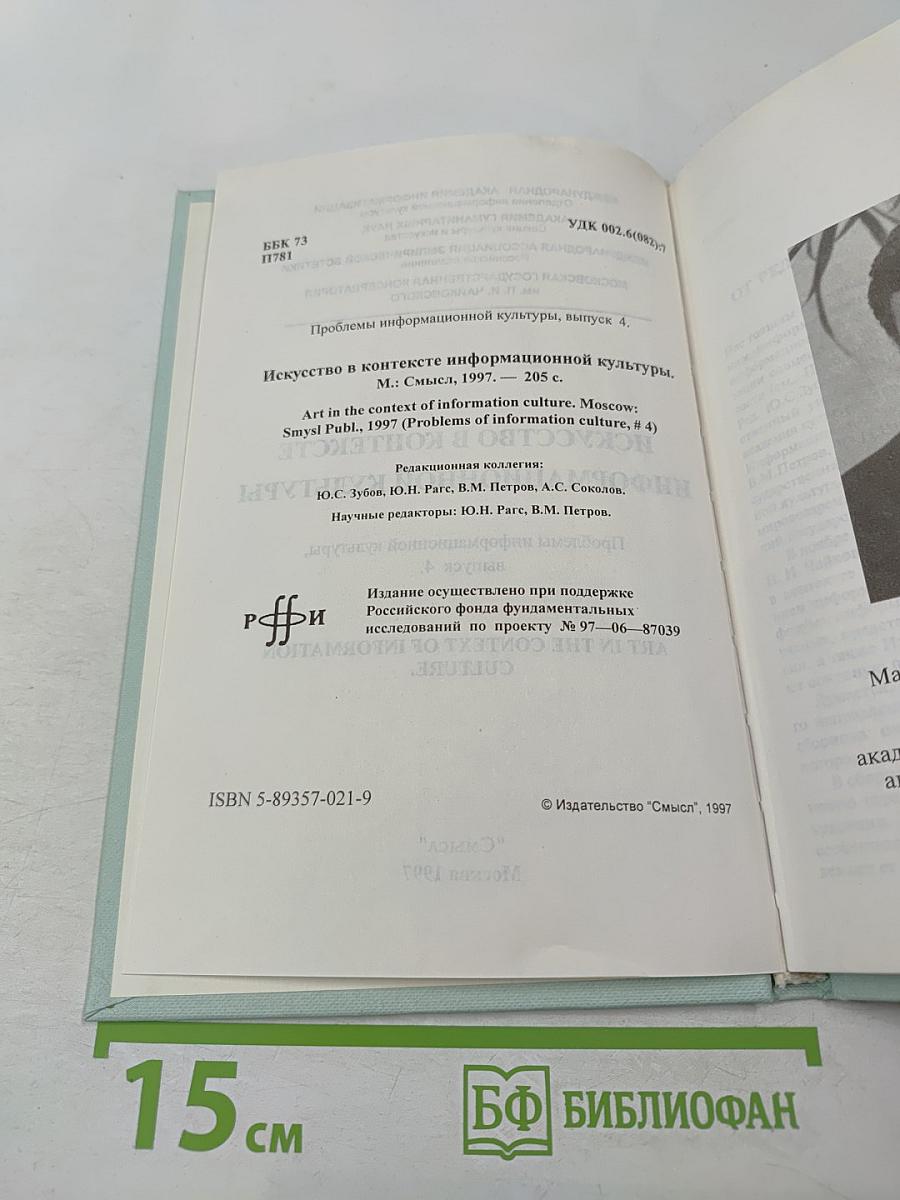 ББК 73
П781
УДК 002.6(082):7
Проблемы информационной культуры, выпуск 4.
Искусство в контексте информационной культуры.
М.: Смысл, 1997. — 205 с.
Art in the context of information culture. Moscow:
Smysl Publ., 1997 (Problems of information culture, # 4)
Редакционная коллегия:
Ю.С. Зубов, Ю.Н. Рагс, В.М. Петров, А.С. Соколов.
Научные редакторы: Ю.Н. Рагс, В.М. Петров.
РффИ
Издание осуществлено при поддержке
Российского фонда фундаментальных
исследований по проекту № 97—06—87039
ISBN 5-89357-021-9
© Издательство "Смысл", 1997
Ма
акад
15 см
БФ БИБЛИОФАН